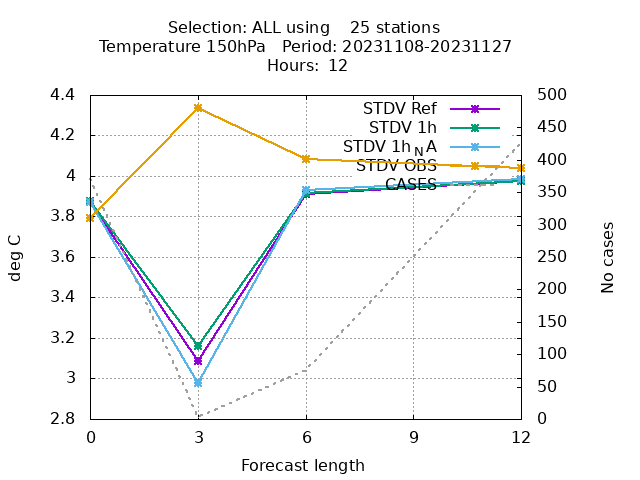 Selection: ALL using 25 stations
Temperature 150hPa Period: 20231108-20231127
Hours: 12
4.4
4.2
4
3.8
3.6
3.4
3.2
3
2.8
500
450
400
350
300
250
200
150
100
50
0
STDV Ref
STDV 1h
STDV 1h_N A
STDV OBS
CASES
deg C
No cases
0 3 6 9 12
Forecast length